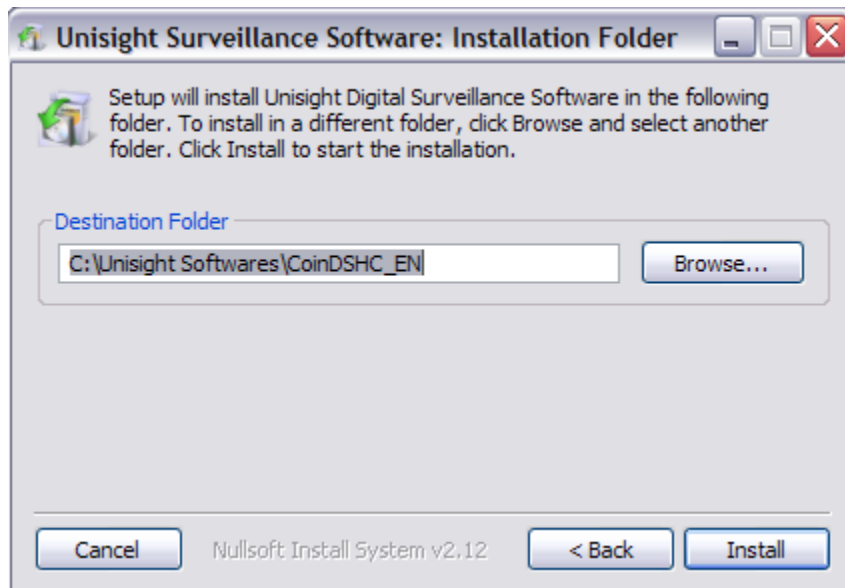 Unisight Surveillance Software: Installation Folder
Setup will install Unisight Digital Surveillance Software in the following
folder. To install in a different folder, click Browse and select another
folder. Click Install to start the installation.
Destination Folder
C:\Unisight Softwares\CoinDSHC_EN
Browse...
Cancel
Nullsoft Install System v2.12
< Back
Install